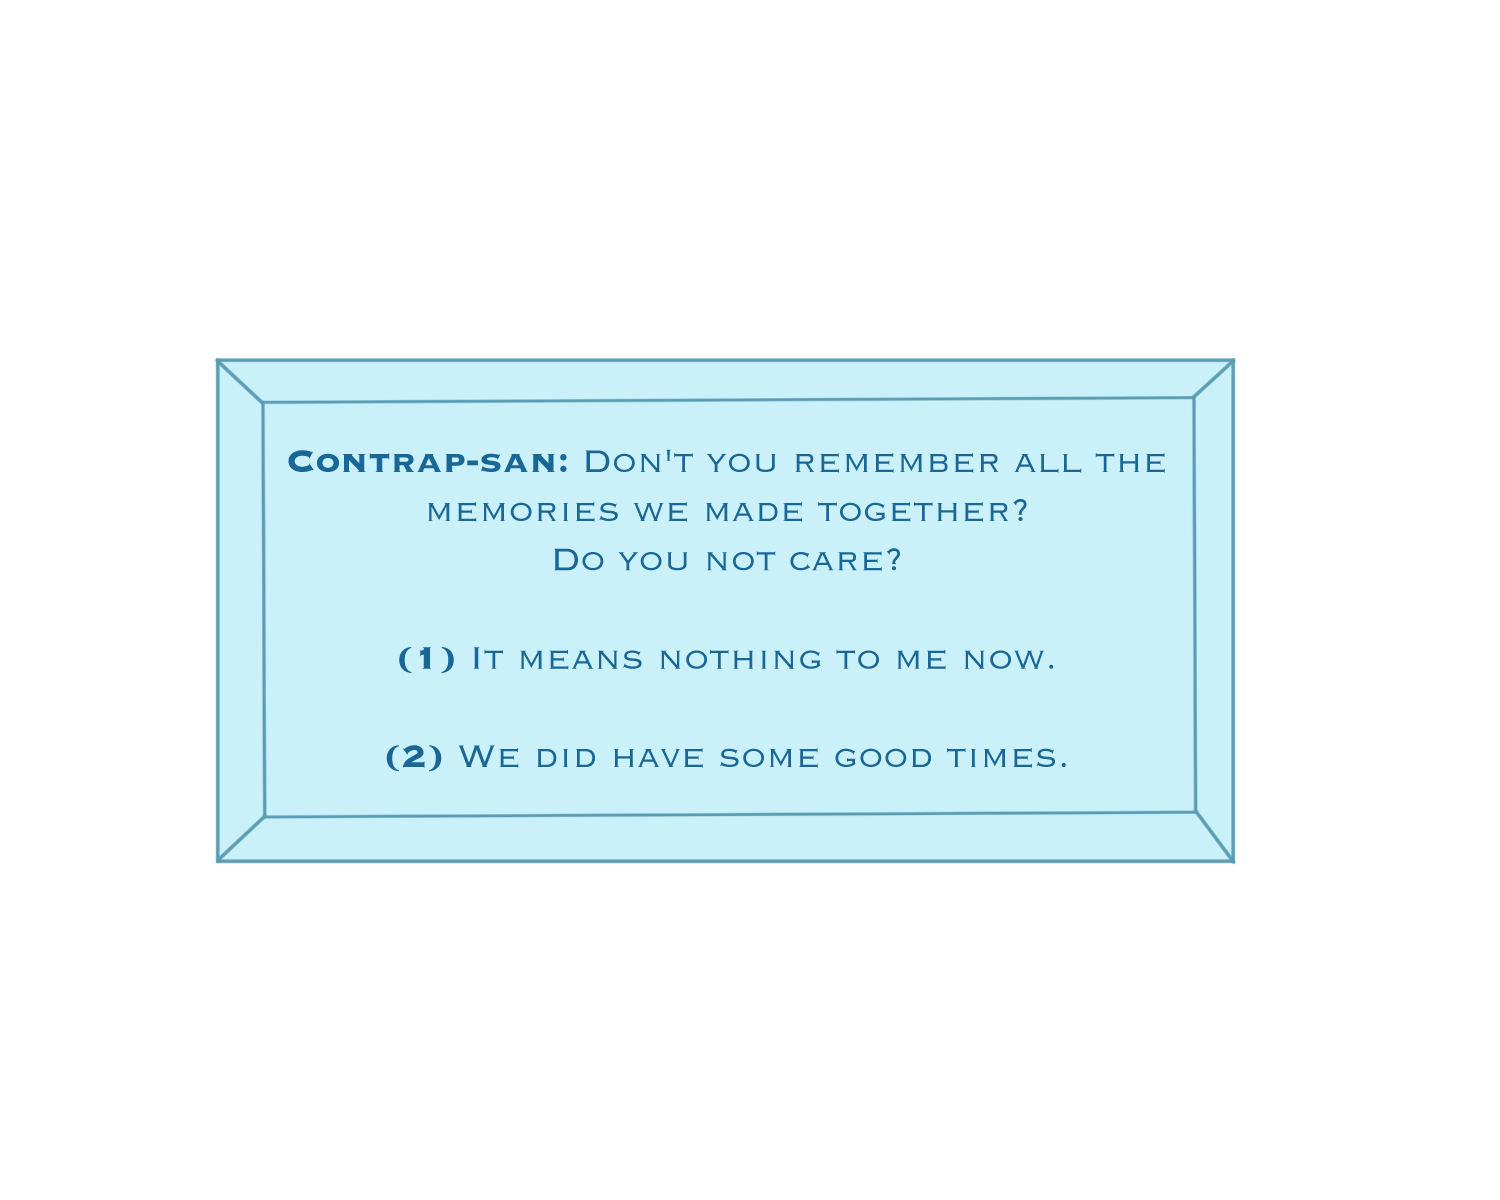 Contrap-san: Don't you remember all the
memories we made together?
Do you not care?
(1) It means nothing to me now.
(2) We did have some good times.